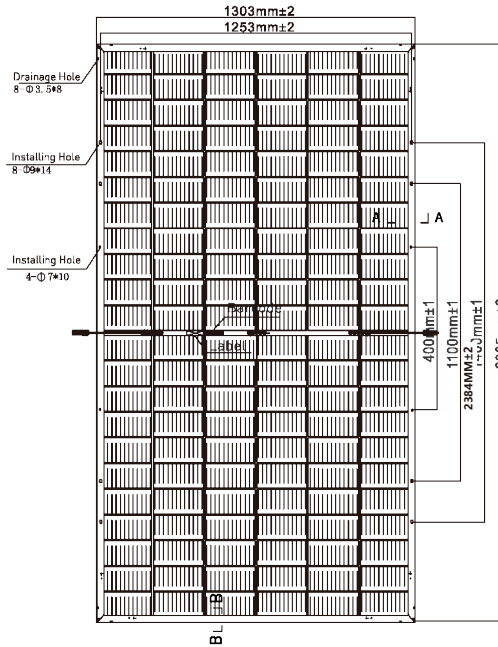 1303mm±2
1253mm±2
Drainage Hole
8-Φ3.5*8
Installing Hole
8-Φ9*14
A
A
Installing Hole
4-Φ7*10
Barcode
Label
400mm±1
1100mm±1
2384MM±2
B
B